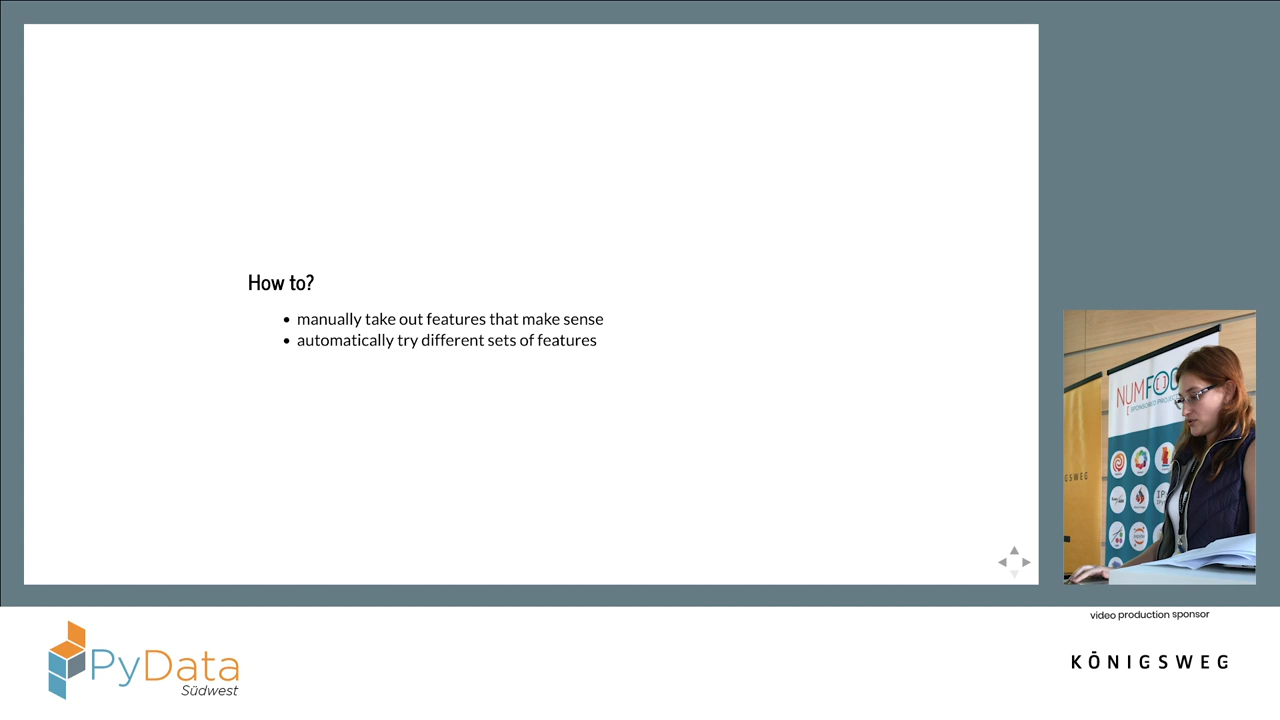 How to?
• manually take out features that make sense
• automatically try different sets of features
NUMFOC
SPONSORED PROJECT
GSWEG
video production sponsor
KÖNIGSWEG
PyData
Südwest